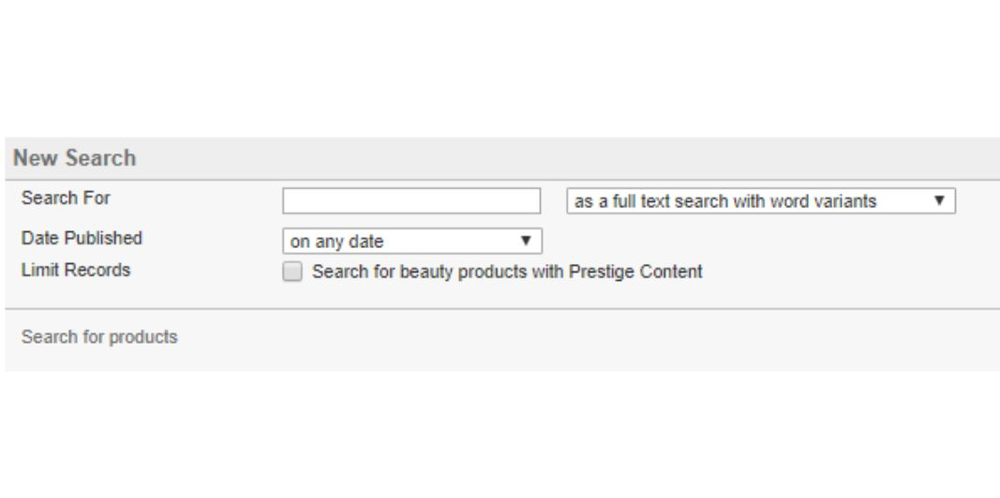 New Search
Search For as a full text search with word variants
Date Published on any date
Limit Records Search for beauty products with Prestige Content
Search for products